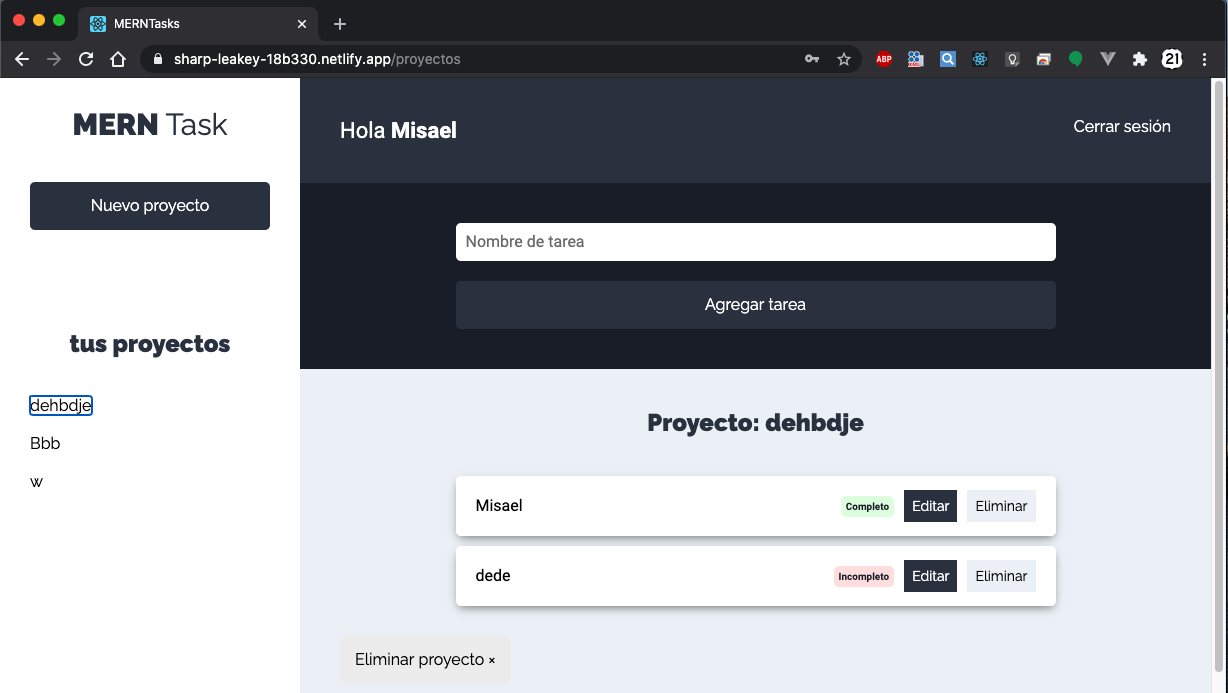 MERNTasks
sharp-leakey-18b330.netlify.app/proyectos
ABP
21
MERN Task
Nuevo proyecto
tus proyectos
dehbdje
Bbb
w
Hola Misael
Cerrar sesión
Nombre de tarea
Agregar tarea
Proyecto: dehbdje
Misael
Completo
Editar
Eliminar
dede
Incompleto
Editar
Eliminar
Eliminar proyecto ×